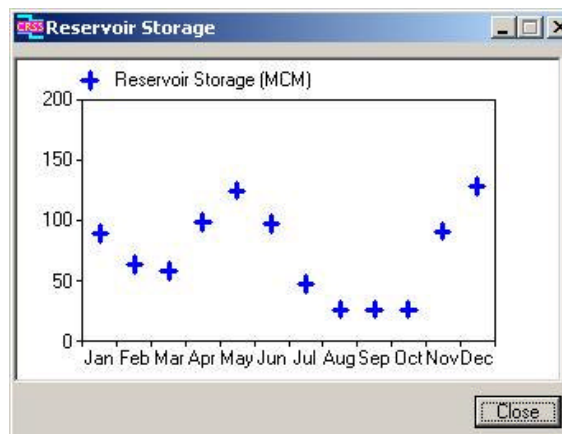 CRSS Reservoir Storage
Reservoir Storage (MCM)
200
150
100
50
0
Jan Feb Mar Apr May Jun Jul Aug Sep Oct Nov Dec
Close